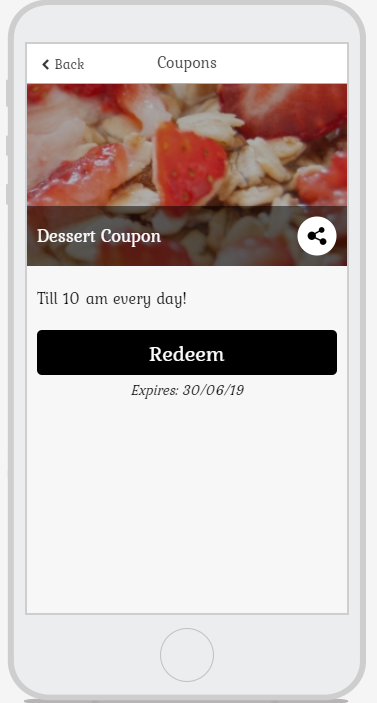 Back
Coupons
Dessert Coupon
Till 10 am every day!
Redeem
Expires: 30/06/19